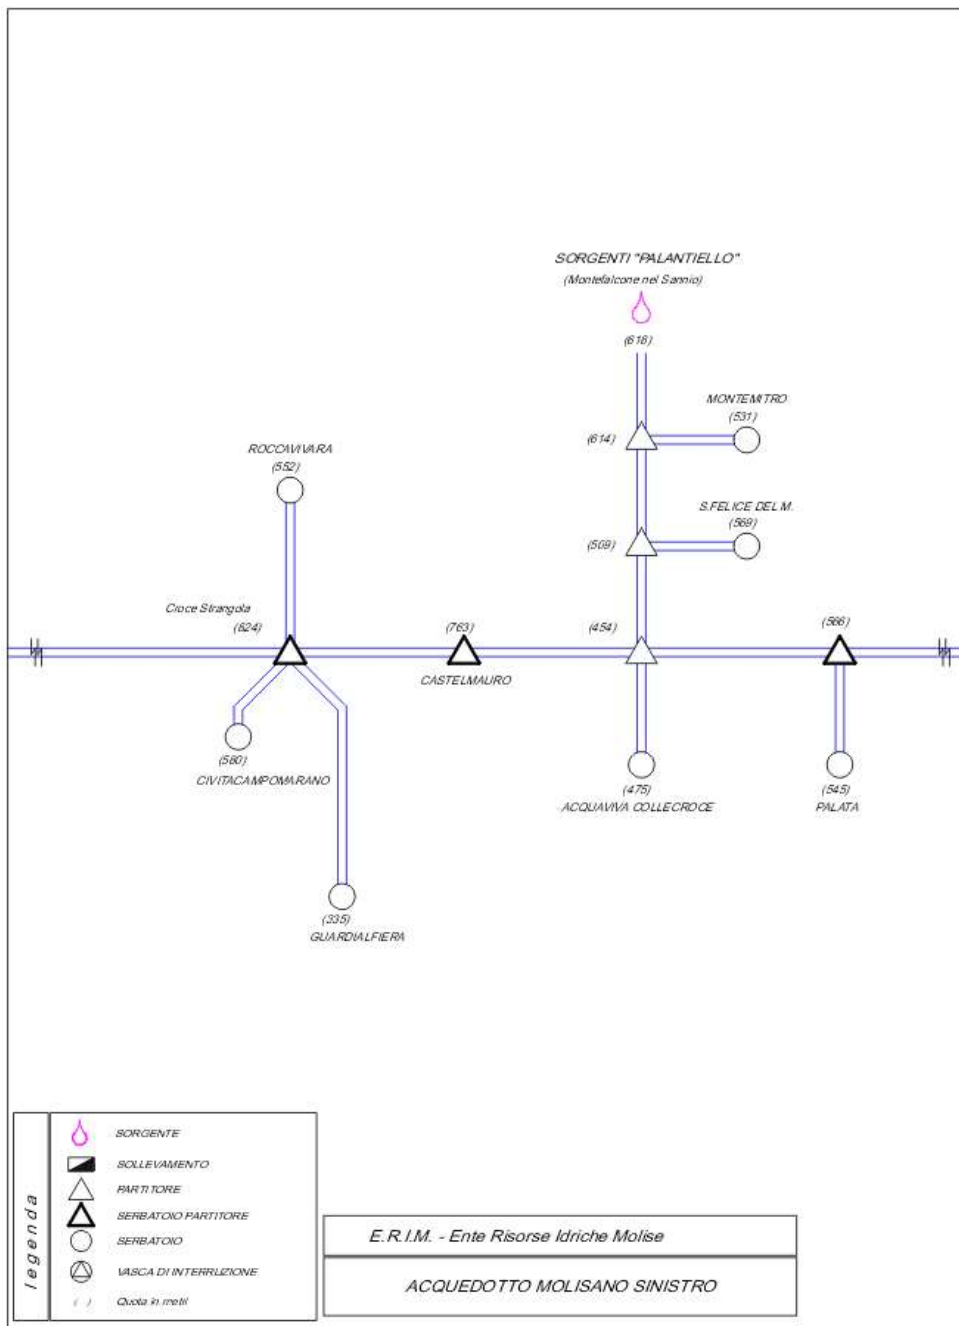 SORGENTI "PALANTIELLO"
(Montefalcone nel Sannio)
(618)
MONTEMITRO
(531)
(614)
ROCCAVIVARA
(552)
S.FELICE DEL M.
(569)
(509)
Croce Strangola
(824)
(763)
(454)
(566)
CASTELMAURO
(580)
CIVITACAMPOMARANO
(475)
ACQUAVIVA COLLECROCE
(545)
PALATA
(335)
GUARDIALFIERA
legenda
SORGENTE
SOLLEVAMENTO
PARTITORE
SERBATOIO PARTITORE
SERBATOIO
VASCA DI INTERRUZIONE
( ) Quota in metri
E.R.I.M. - Ente Risorse Idriche Molise
ACQUEDOTTO MOLISANO SINISTRO